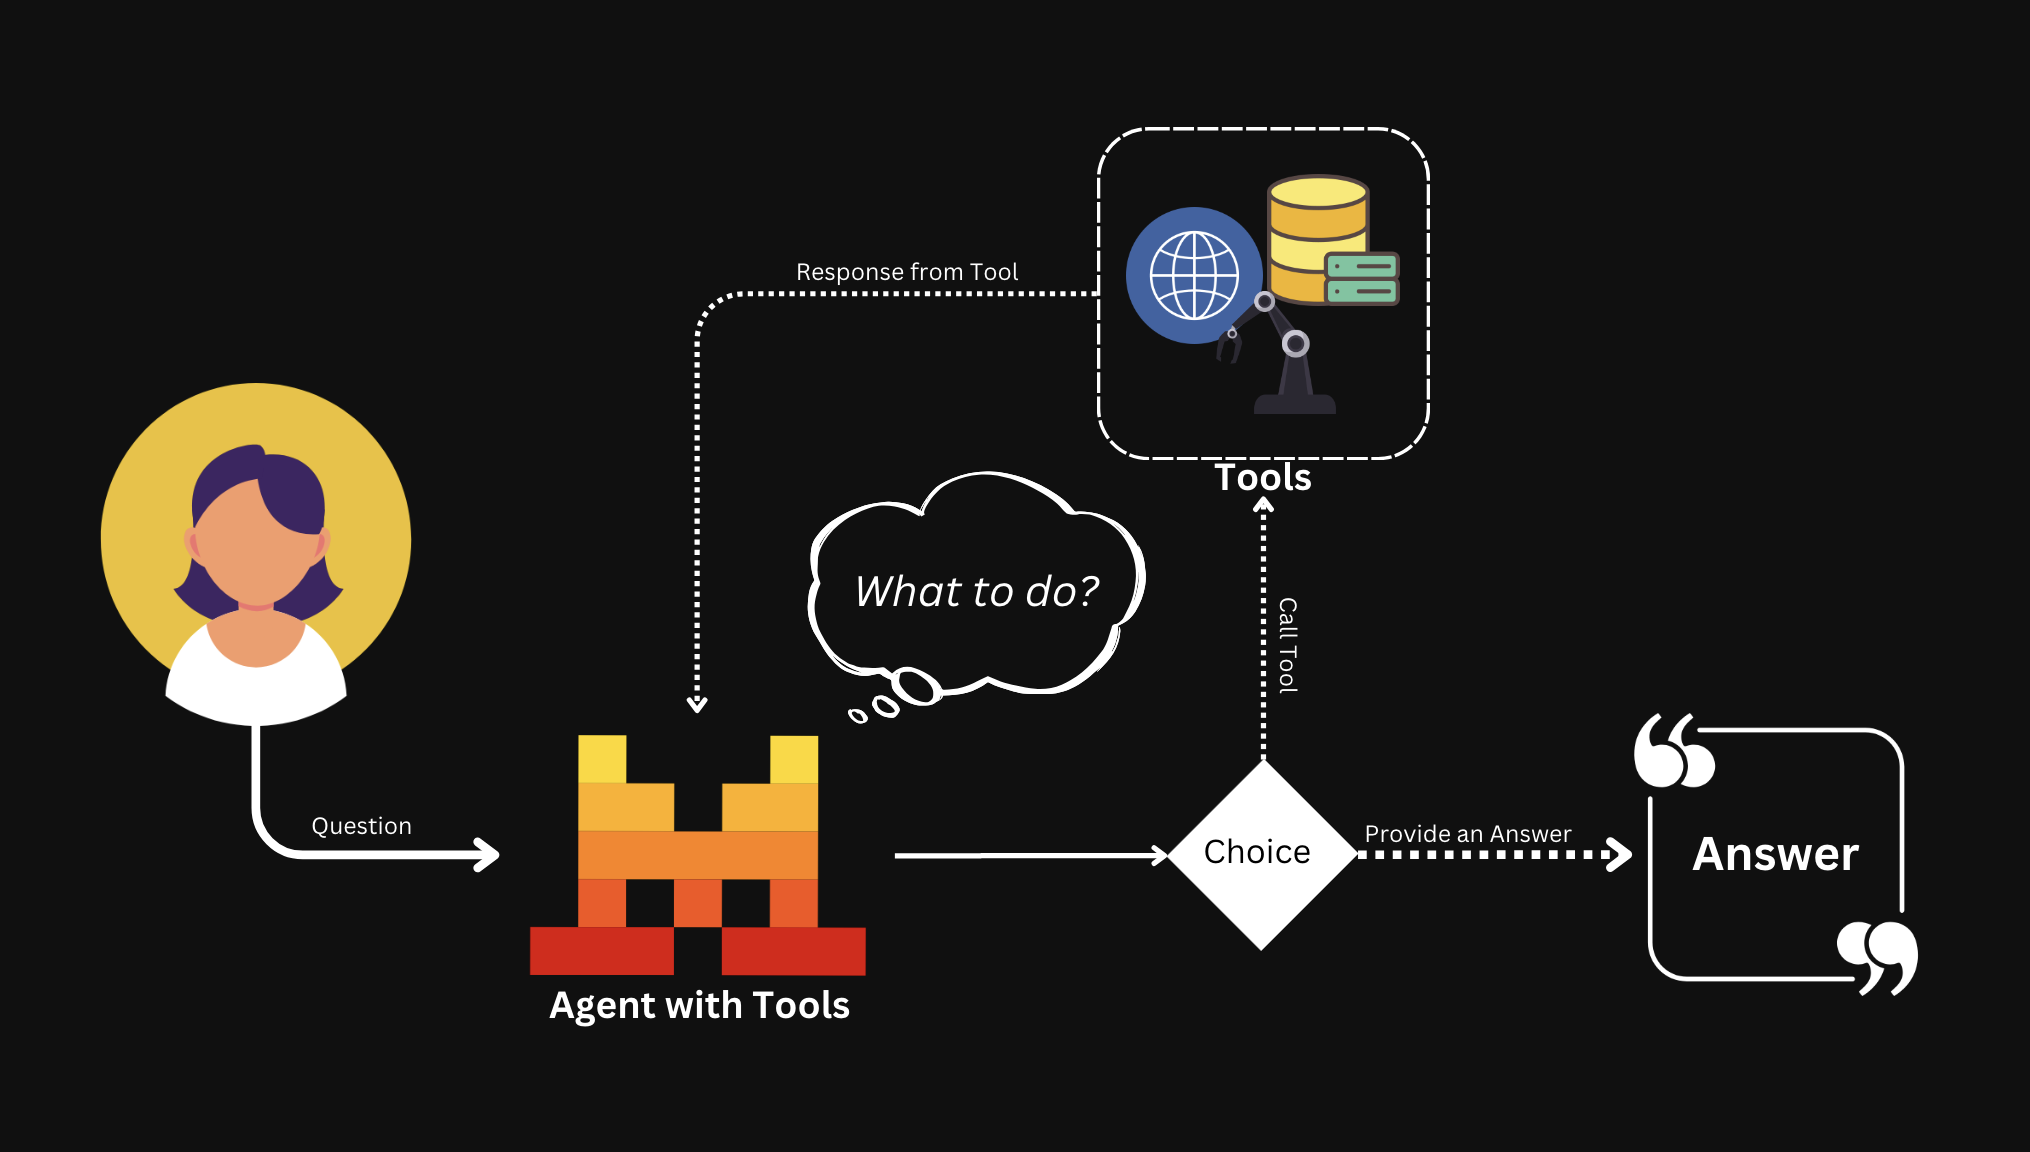 Response from Tool
Tools
What to do?
Call Tool
Question
Choice
Provide an Answer
Answer
Agent with Tools